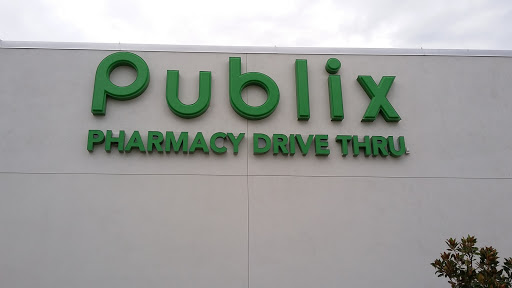 Publix
PHARMACY DRIVE THRU